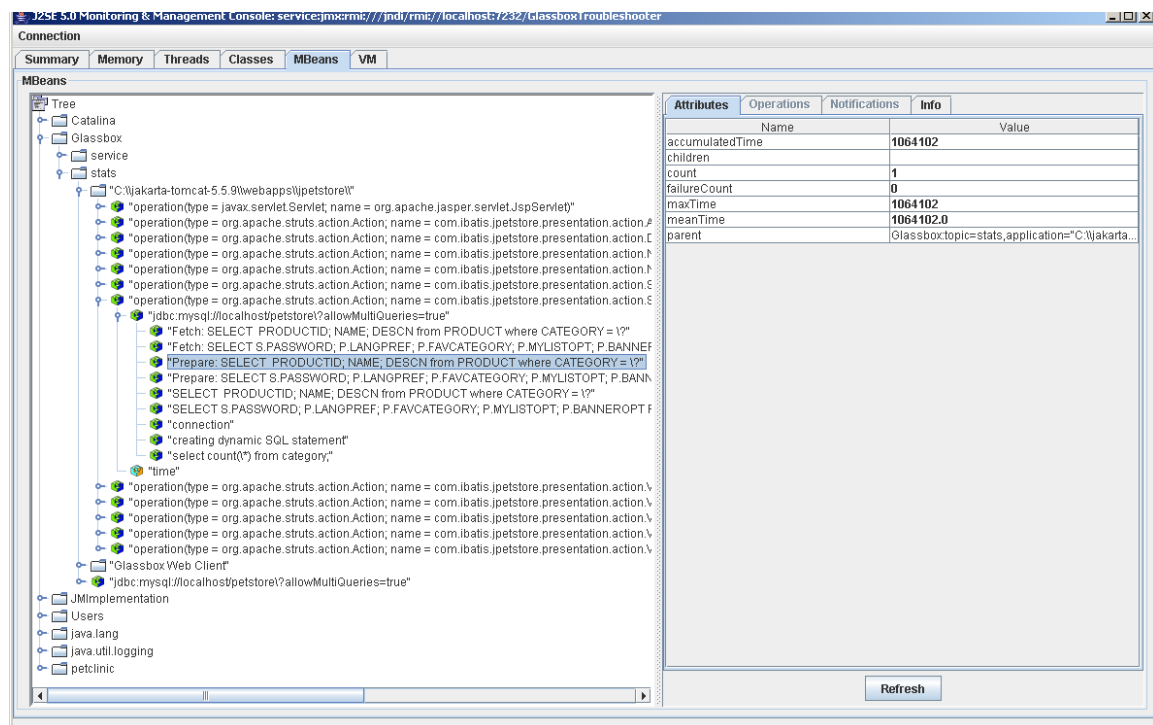 J2SE 5.0 Monitoring & Management Console: service:jmx:rmi:///jndi/rmi://localhost:7232/GlassboxTroubleshooter
Connection
Summary Memory Threads Classes MBeans VM
MBeans
Tree
Catalina
Glassbox
service
stats
"C:\\jakarta-tomcat-5.5.9\\webapps\\jpetstore\\"
"operation(type = javax.servlet.Servlet; name = org.apache.jasper.servlet.JspServlet)"
"operation(type = org.apache.struts.action.Action; name = com.ibatis.jpetstore.presentation.action.A
"operation(type = org.apache.struts.action.Action; name = com.ibatis.jpetstore.presentation.action.D
"operation(type = org.apache.struts.action.Action; name = com.ibatis.jpetstore.presentation.action.N
"operation(type = org.apache.struts.action.Action; name = com.ibatis.jpetstore.presentation.action.N
"operation(type = org.apache.struts.action.Action; name = com.ibatis.jpetstore.presentation.action.S
"operation(type = org.apache.struts.action.Action; name = com.ibatis.jpetstore.presentation.action.S
"jdbc:mysql://localhost/petstore\?allowMultiQueries=true"
"Fetch: SELECT PRODUCTID; NAME; DESCN from PRODUCT where CATEGORY = \?"
"Fetch: SELECT S.PASSWORD; P.LANGPREF; P.FAVCATEGORY; P.MYLISTOPT; P.BANNEF
"Prepare: SELECT PRODUCTID; NAME; DESCN from PRODUCT where CATEGORY = \?"
"Prepare: SELECT S.PASSWORD; P.LANGPREF; P.FAVCATEGORY; P.MYLISTOPT; P.BANN
"SELECT PRODUCTID; NAME; DESCN from PRODUCT where CATEGORY = \?"
"SELECT S.PASSWORD; P.LANGPREF; P.FAVCATEGORY; P.MYLISTOPT; P.BANNEROPT F
"connection"
"creating dynamic SQL statement"
"select count(\*) from category;"
"time"
"operation(type = org.apache.struts.action.Action; name = com.ibatis.jpetstore.presentation.action.V
"operation(type = org.apache.struts.action.Action; name = com.ibatis.jpetstore.presentation.action.V
"operation(type = org.apache.struts.action.Action; name = com.ibatis.jpetstore.presentation.action.V
"operation(type = org.apache.struts.action.Action; name = com.ibatis.jpetstore.presentation.action.V
"operation(type = org.apache.struts.action.Action; name = com.ibatis.jpetstore.presentation.action.V
"Glassbox Web Client"
"jdbc:mysql://localhost/petstore\?allowMultiQueries=true"
JMImplementation
Users
java.lang
java.util.logging
petclinic
Attributes Operations Notifications Info
Name Value
accumulatedTime 1064102
children
count 1
failureCount 0
maxTime 1064102
meanTime 1064102.0
parent Glassbox:topic=stats,application="C:\\jakarta...
Refresh